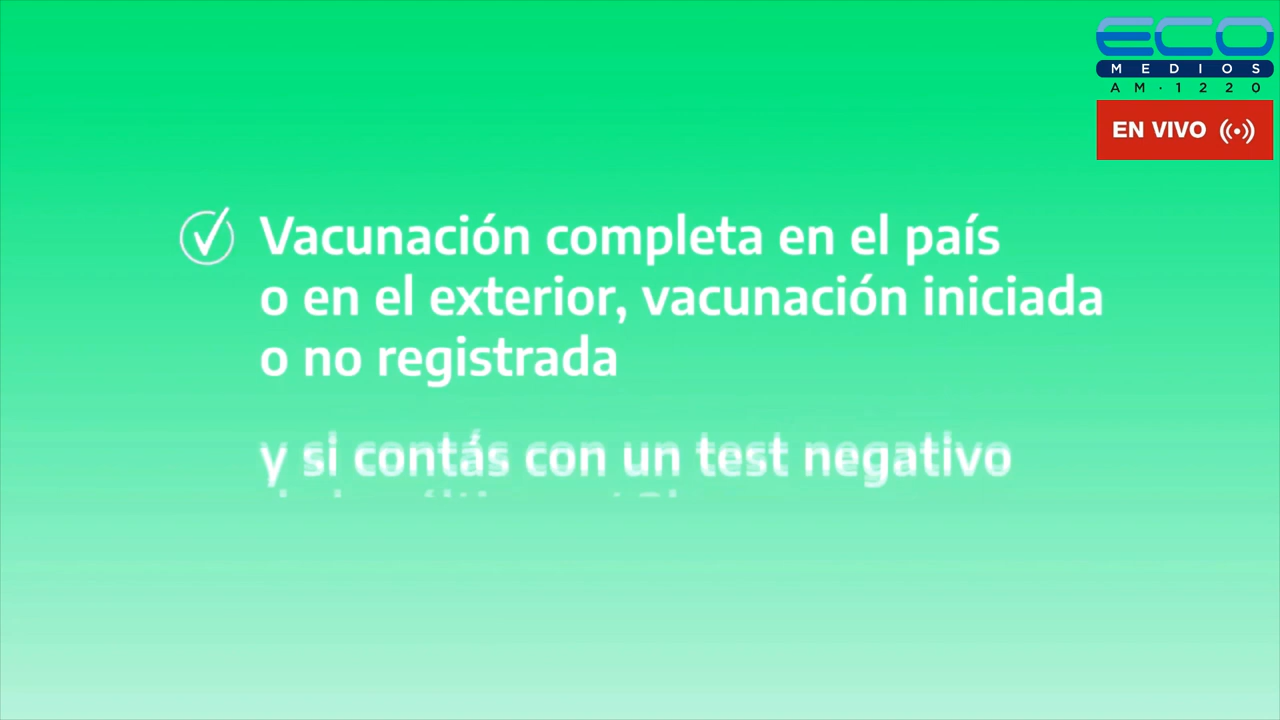 ECO
MEDIOS
AM·1220
EN VIVO
Vacunación completa en el país
o en el exterior, vacunación iniciada
o no registrada
y si contás con un test negativo